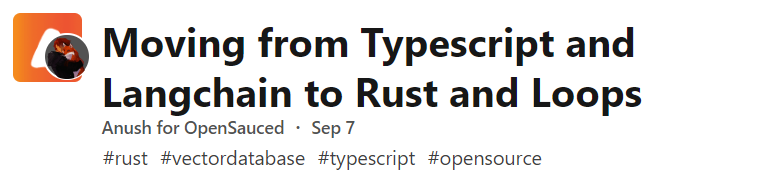 Moving from Typescript and
Langchain to Rust and Loops
Anush for OpenSauced · Sep 7
#rust #vectordatabase #typescript #opensource